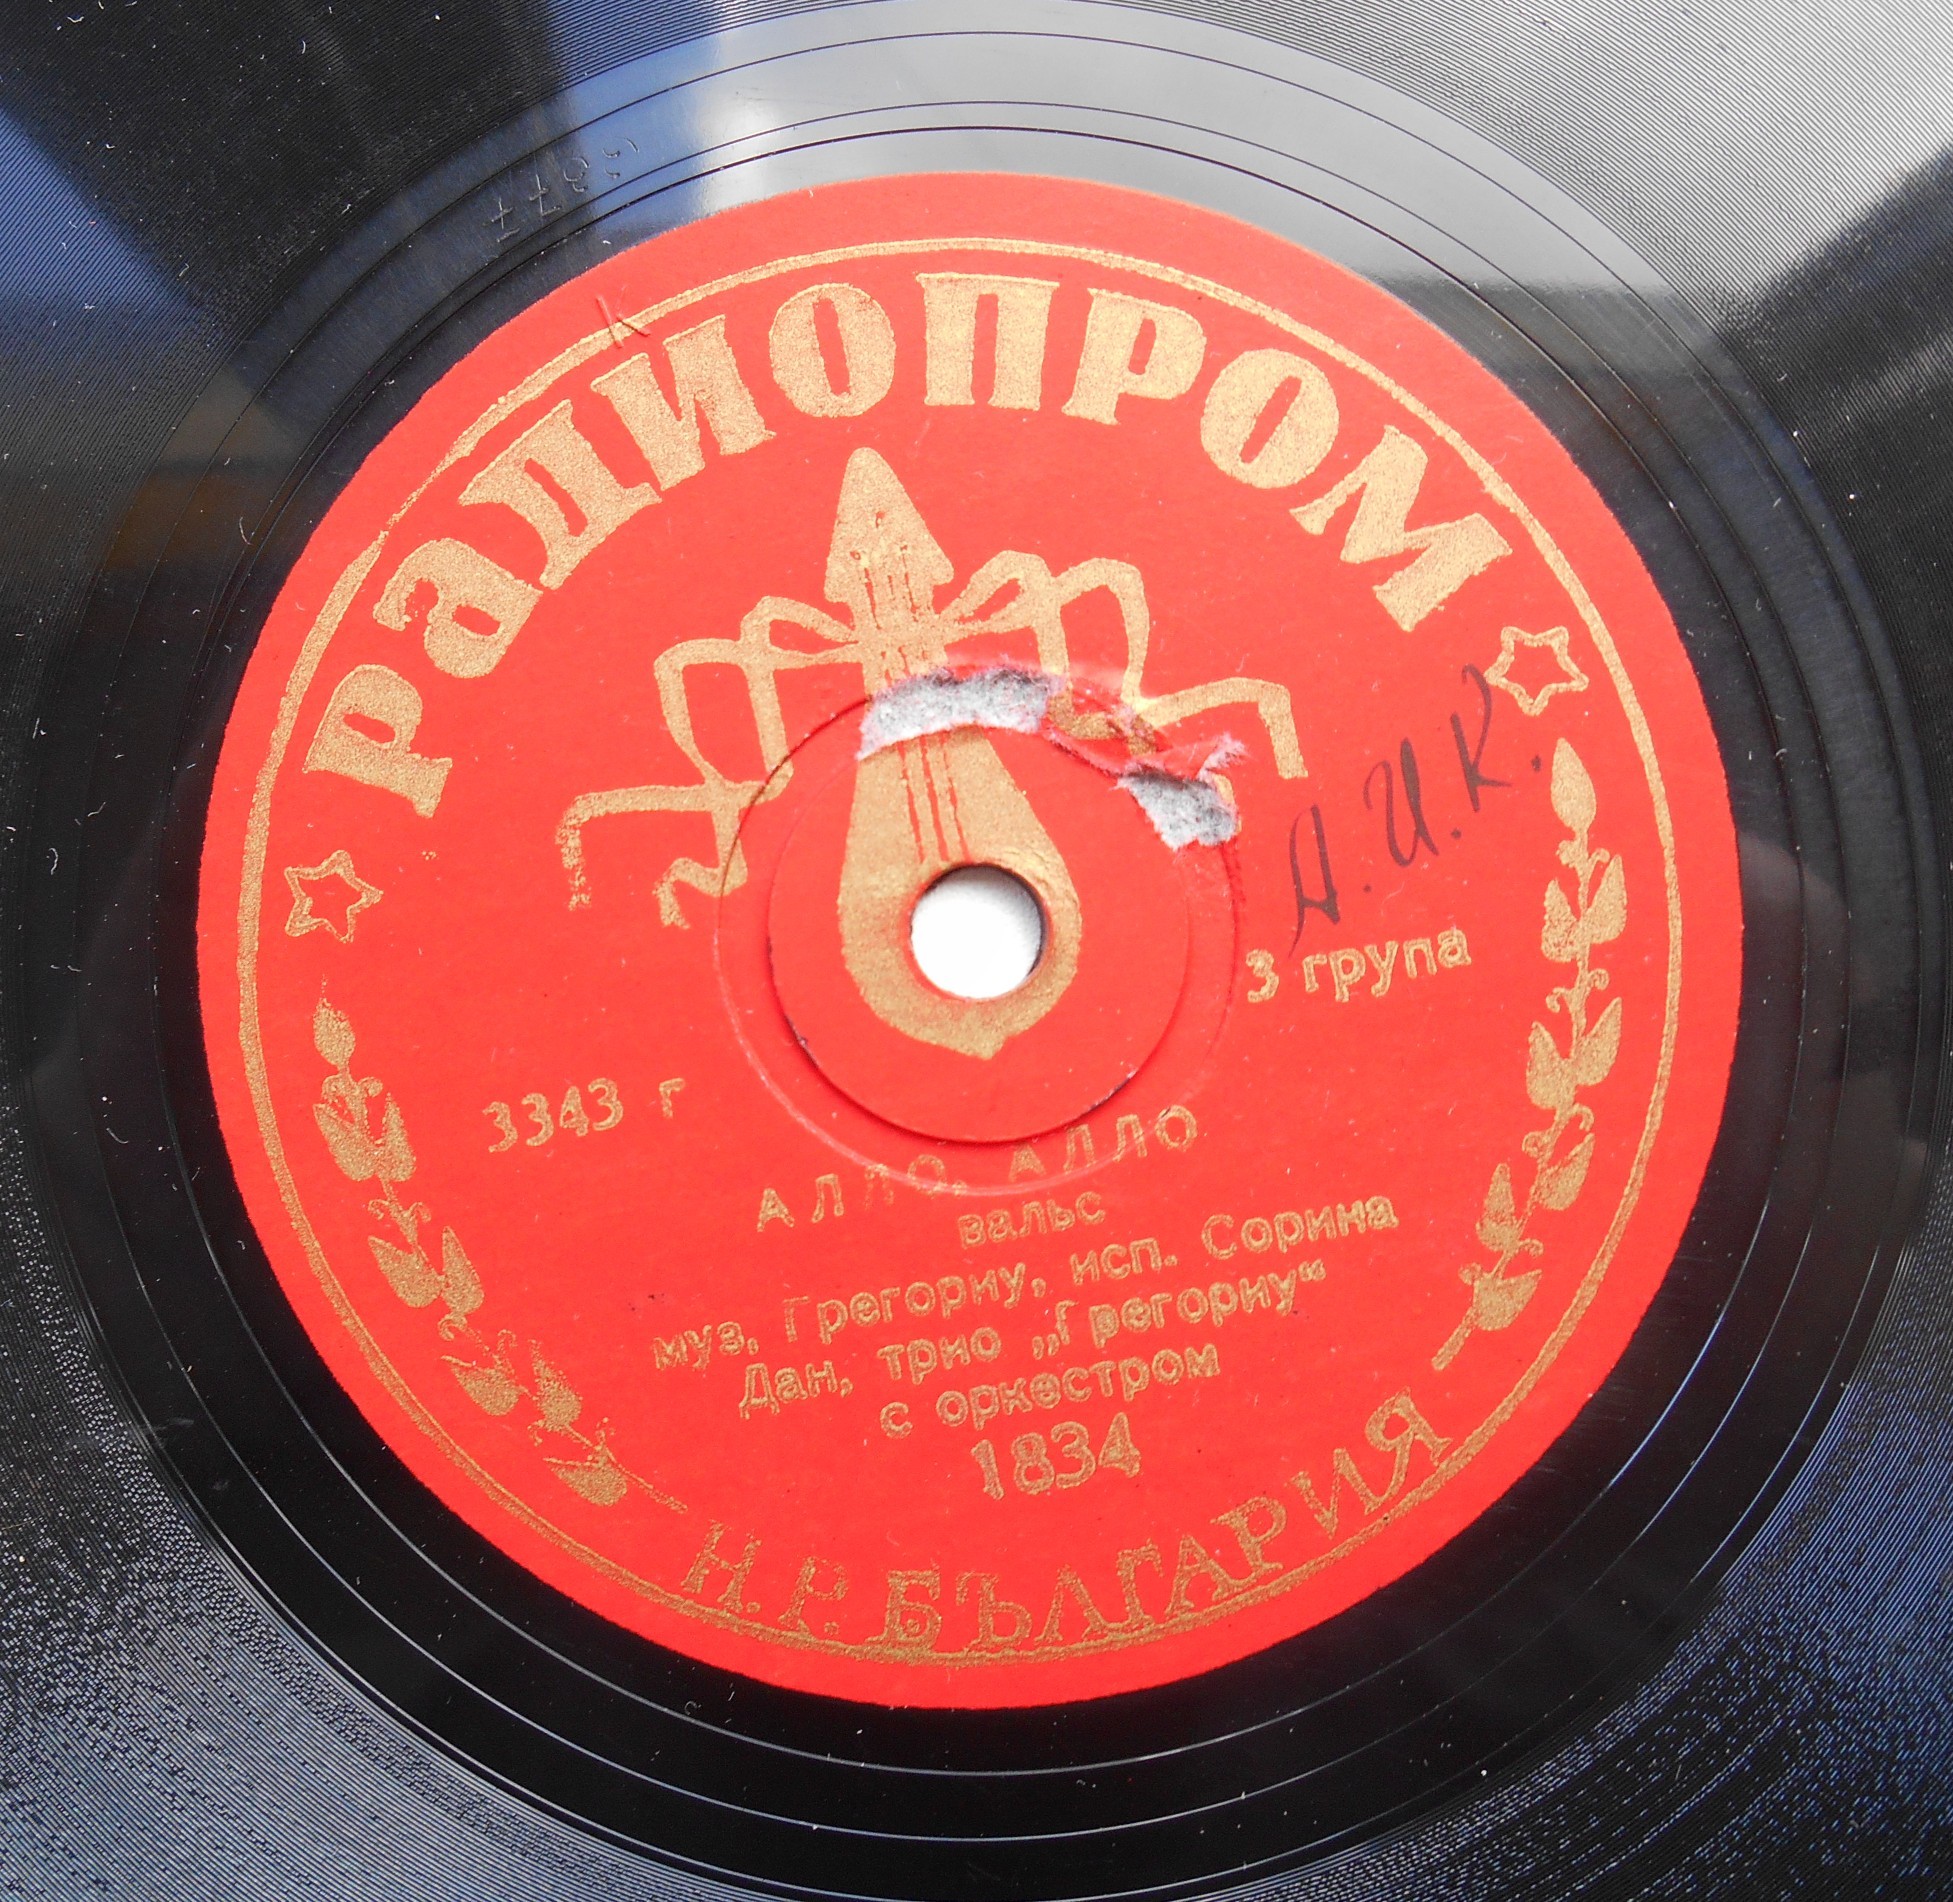 РАДИОПРОМ
А.И.К.
3 група
3343 г
АЛЛО, АЛЛО
вальс
муз. Грегориу, исп. Сорина
Дан, трио „Грегориу“
с оркестром
1834
Н.Р. БЪЛГАРИЯ